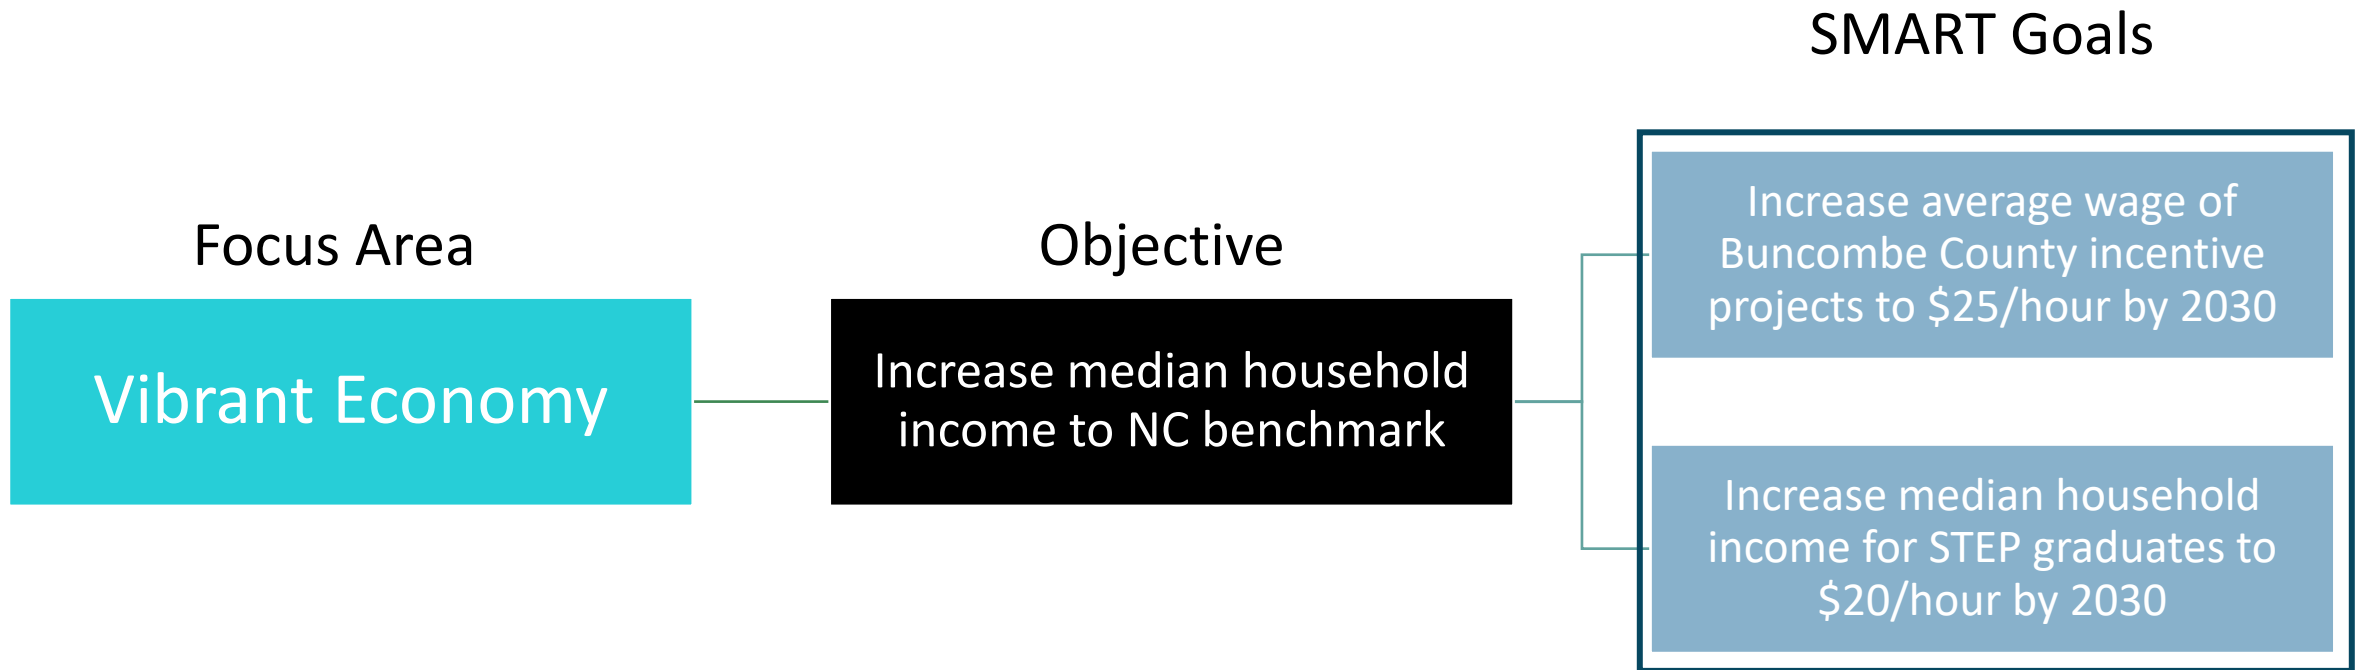 Focus Area
Vibrant Economy
Objective
Increase median household
income to NC benchmark
SMART Goals
Increase average wage of
Buncombe County incentive
projects to $25/hour by 2030
Increase median household
income for STEP graduates to
$20/hour by 2030